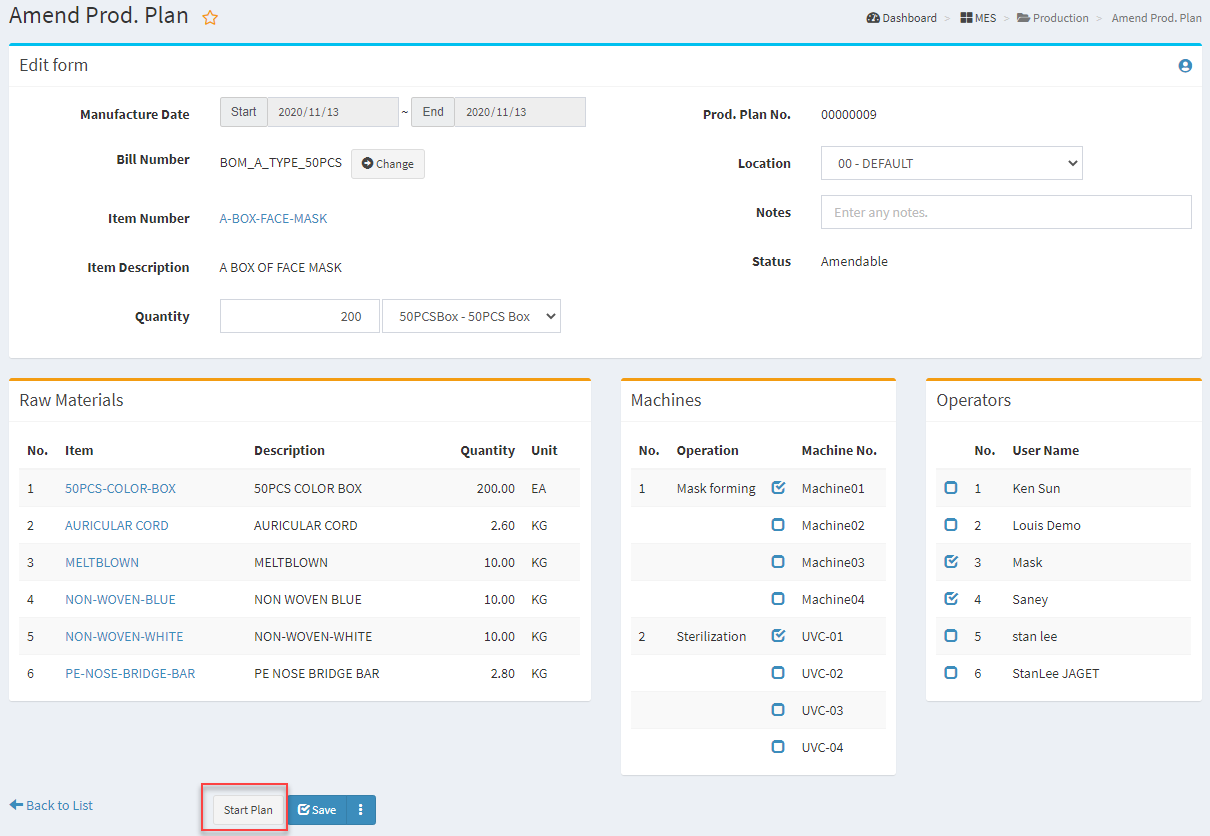 Amend Prod. Plan
Dashboard > MES > Production > Amend Prod. Plan
Edit form
Manufacture Date Start 2020/11/13 ~ End 2020/11/13
Prod. Plan No. 00000009
Bill Number BOM_A_TYPE_50PCS Change
Location 00 - DEFAULT
Item Number A-BOX-FACE-MASK
Notes Enter any notes.
Item Description A BOX OF FACE MASK
Status Amendable
Quantity 200 50PCSBox - 50PCS Box
Raw Materials
No. Item Description Quantity Unit
1 50PCS-COLOR-BOX 50PCS COLOR BOX 200.00 EA
2 AURICULAR CORD AURICULAR CORD 2.60 KG
3 MELTBLOWN MELTBLOWN 10.00 KG
4 NON-WOVEN-BLUE NON WOVEN BLUE 10.00 KG
5 NON-WOVEN-WHITE NON-WOVEN-WHITE 10.00 KG
6 PE-NOSE-BRIDGE-BAR PE NOSE BRIDGE BAR 2.80 KG
Machines
No. Operation Machine No.
1 Mask forming Machine01
Machine02
Machine03
Machine04
2 Sterilization UVC-01
UVC-02
UVC-03
UVC-04
Operators
No. User Name
1 Ken Sun
2 Louis Demo
3 Mask
4 Saney
5 stan lee
6 StanLee JAGET
Back to List
Start Plan Save